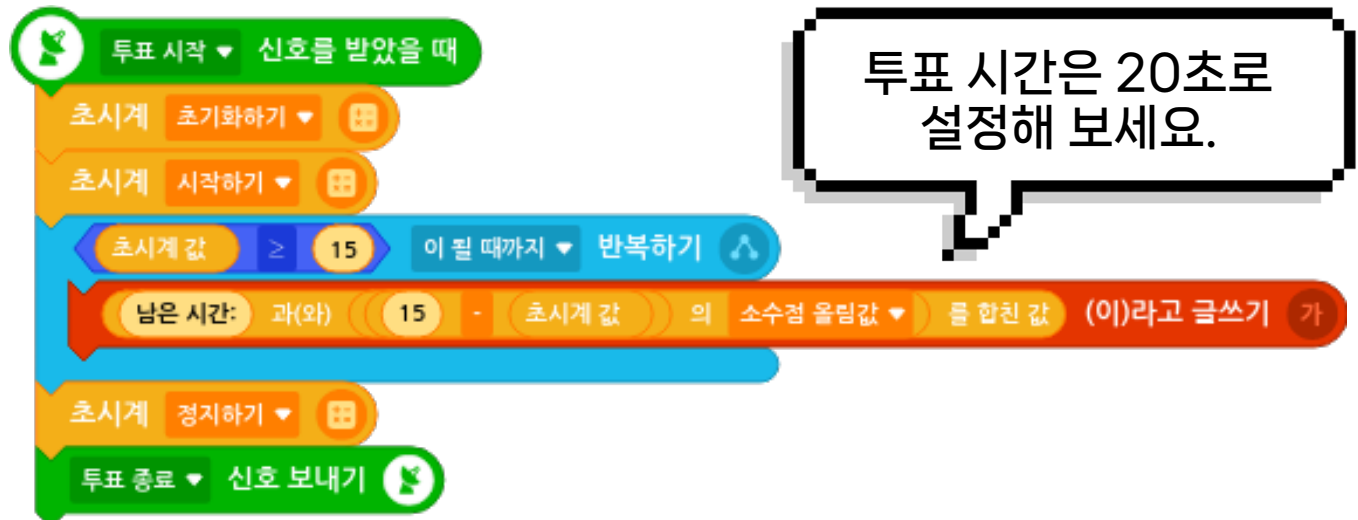 투표 시작 신호를 받았을 때
투표 시간은 20초로
설정해 보세요.
초시계 초기화하기
초시계 시작하기
초시계 값 ≥ 15 이 될 때까지 반복하기
남은 시간: 과(와) 15 - 초시계 값 의 소수점 올림값 를 합친 값 (이)라고 글쓰기 가
초시계 정지하기
투표 종료 신호 보내기